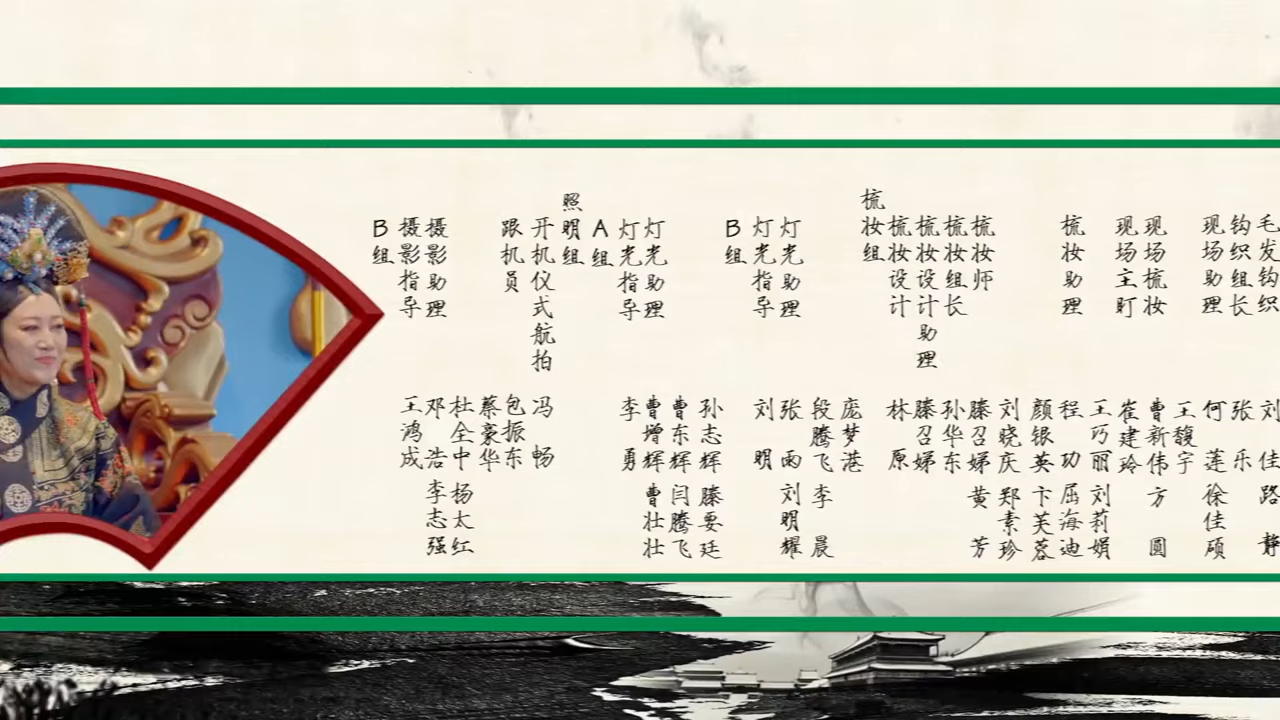 B组
摄影指导
摄影助理
跟机员
开机仪式航拍
照明组
A组
灯光指导
灯光助理
B组
灯光指导
灯光助理
梳妆组
梳妆设计
梳妆设计助理
梳妆组长
梳妆师
梳妆助理
现场主盯
现场梳妆
现场助理
钩织组长
毛发钩织
王鸿成
邓浩 李志强
杜全中 杨太红
蔡豪华
包振东
冯畅
李勇
曹增辉 曹壮壮
曹东辉 闫腾飞
孙志辉 滕要廷
刘明
张雨 刘明耀
段腾飞 李晨
庞梦港
林原
滕召娣
孙华东
滕召娣 黄芳
刘晓庆 郑素珍
颜银英 卞芙蓉
程功 屈海迪
王巧丽 刘莉娟
崔建玲
曹新伟 方圆
王馥宇
何莲 徐佳硕
张乐
刘佳 路静